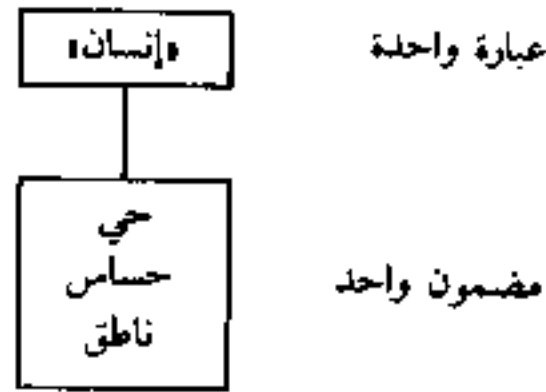 عبارة واحدة
«إنسان»
مضمون واحد
حي
حساس
ناطق